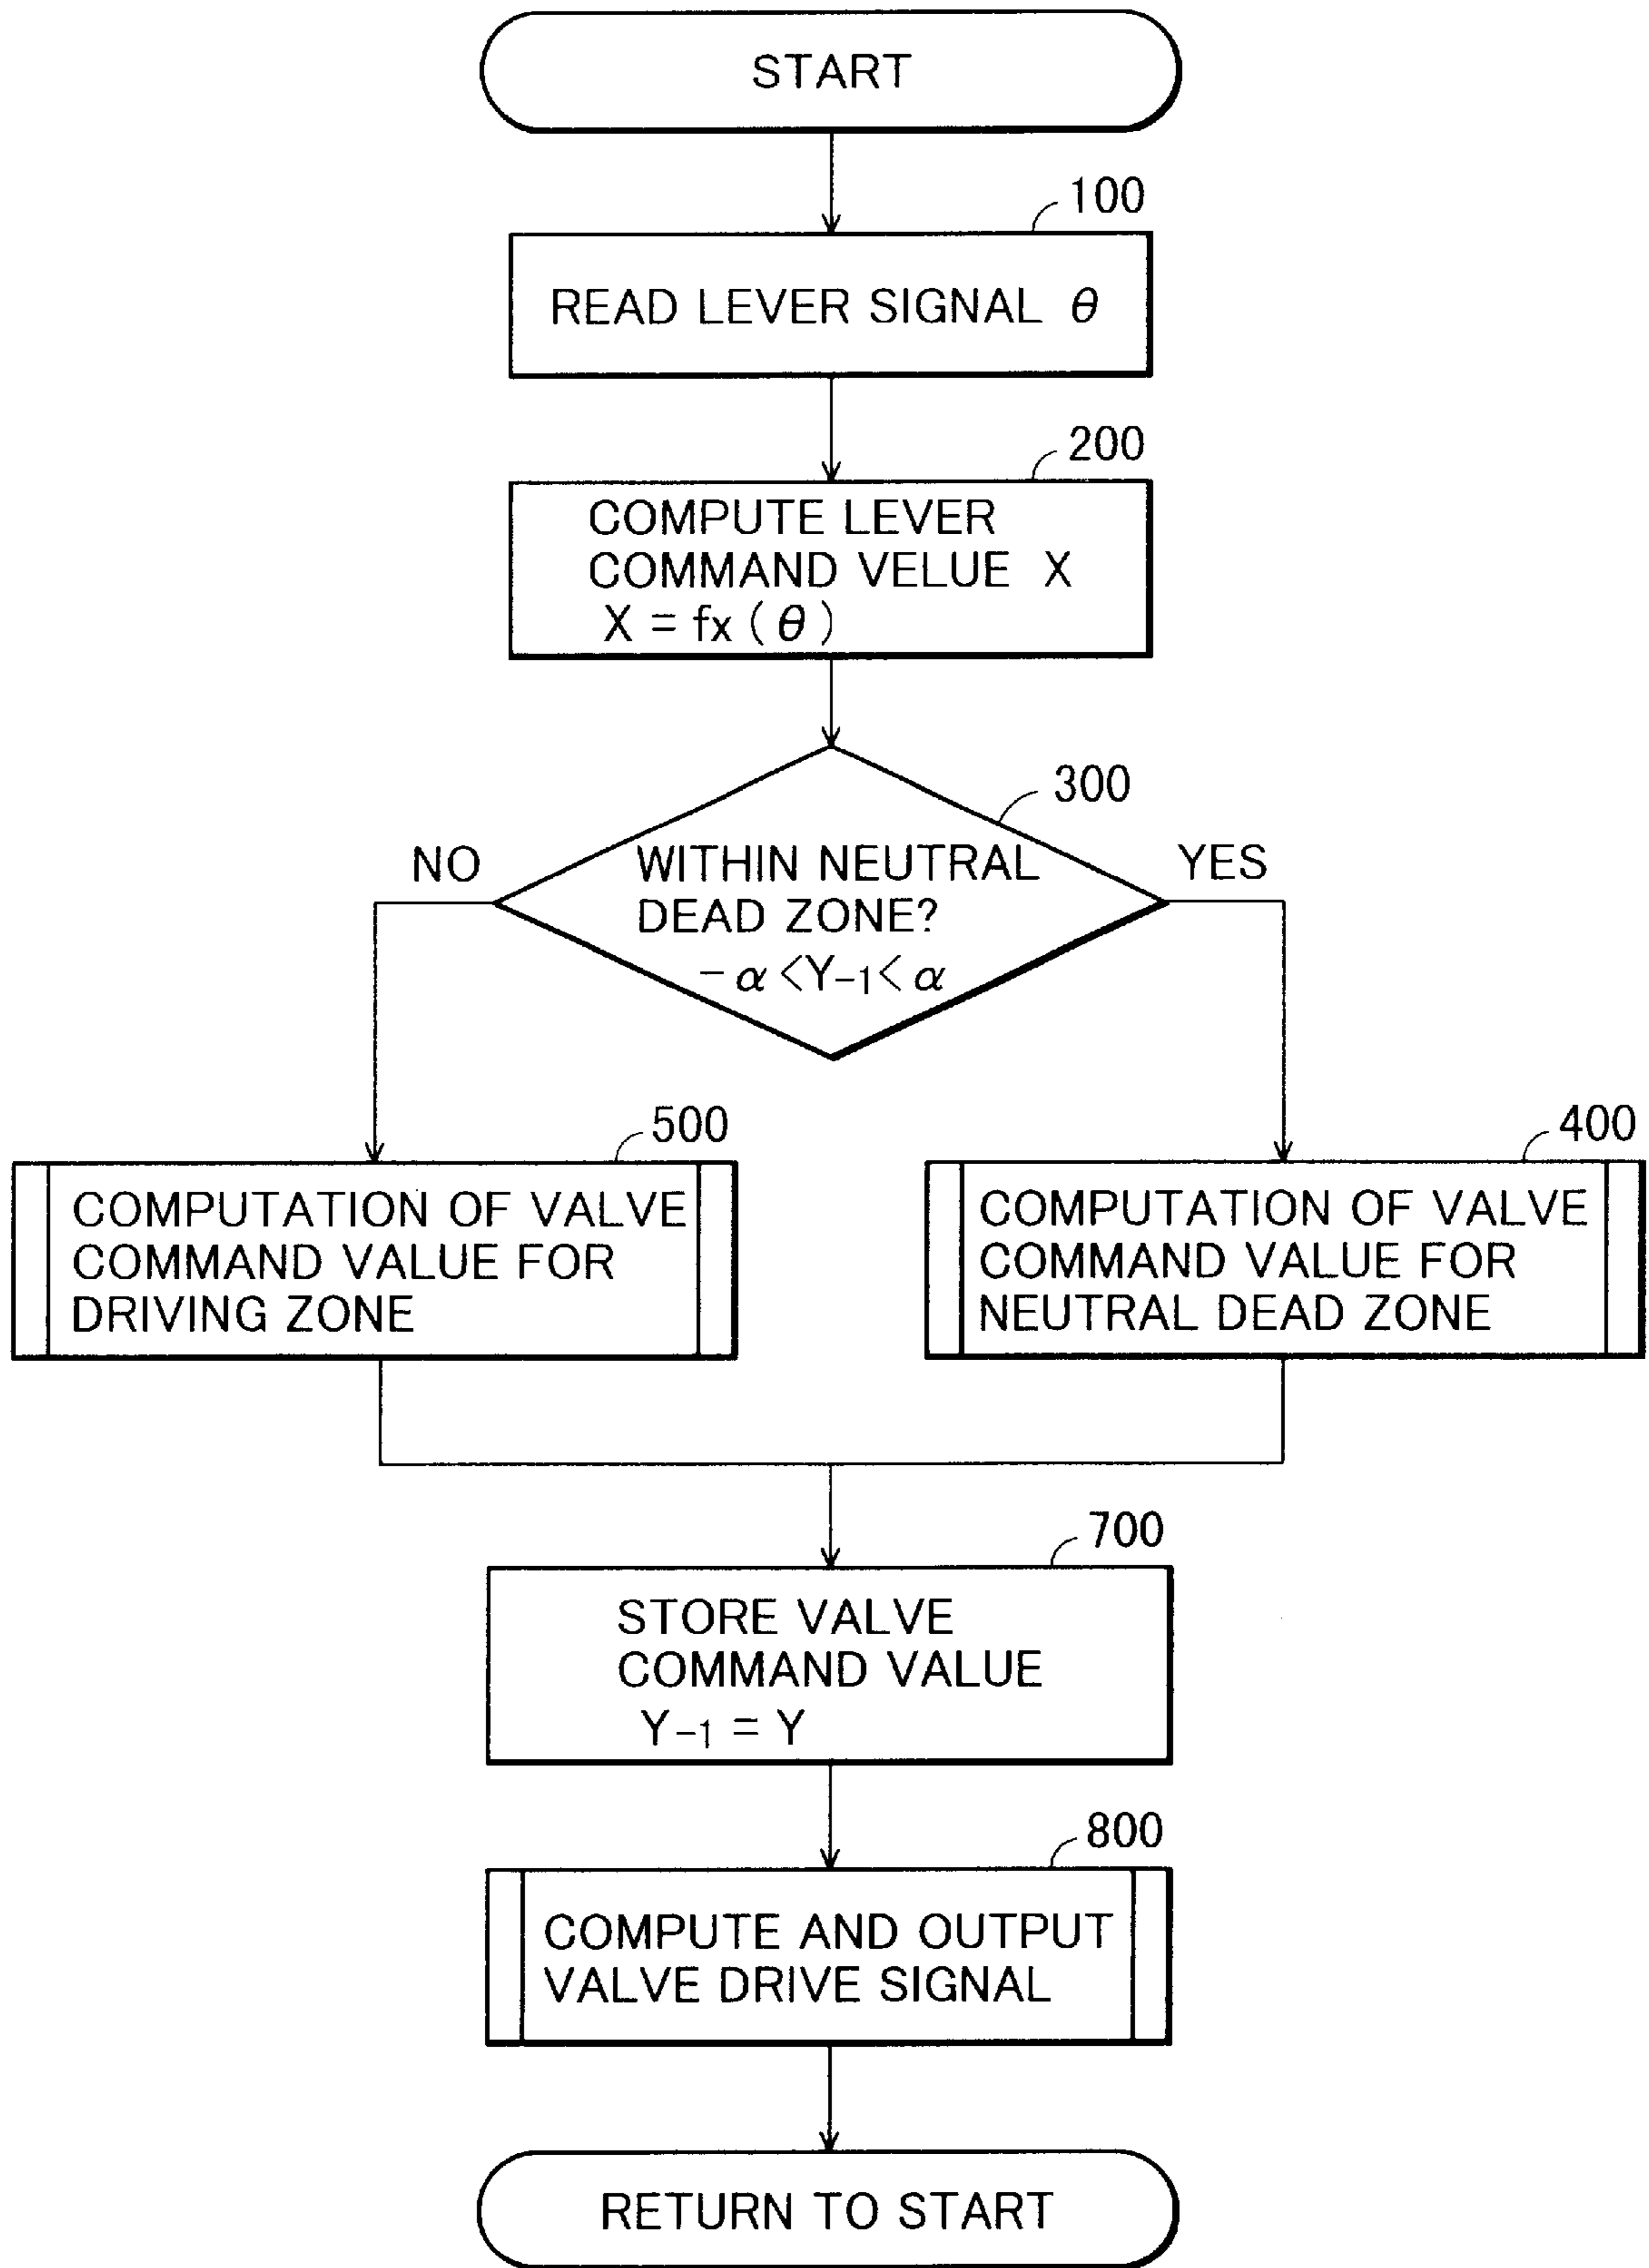 START
100
READ LEVER SIGNAL θ
200
COMPUTE LEVER
COMMAND VELUE X
X = fx (θ)
300
NO
WITHIN NEUTRAL
YES
DEAD ZONE?
-α<Y-1<α
500
400
COMPUTATION OF VALVE
COMMAND VALUE FOR
DRIVING ZONE
COMPUTATION OF VALVE
COMMAND VALUE FOR
NEUTRAL DEAD ZONE
700
STORE VALVE
COMMAND VALUE
Y-1 = Y
800
COMPUTE AND OUTPUT
VALVE DRIVE SIGNAL
RETURN TO START